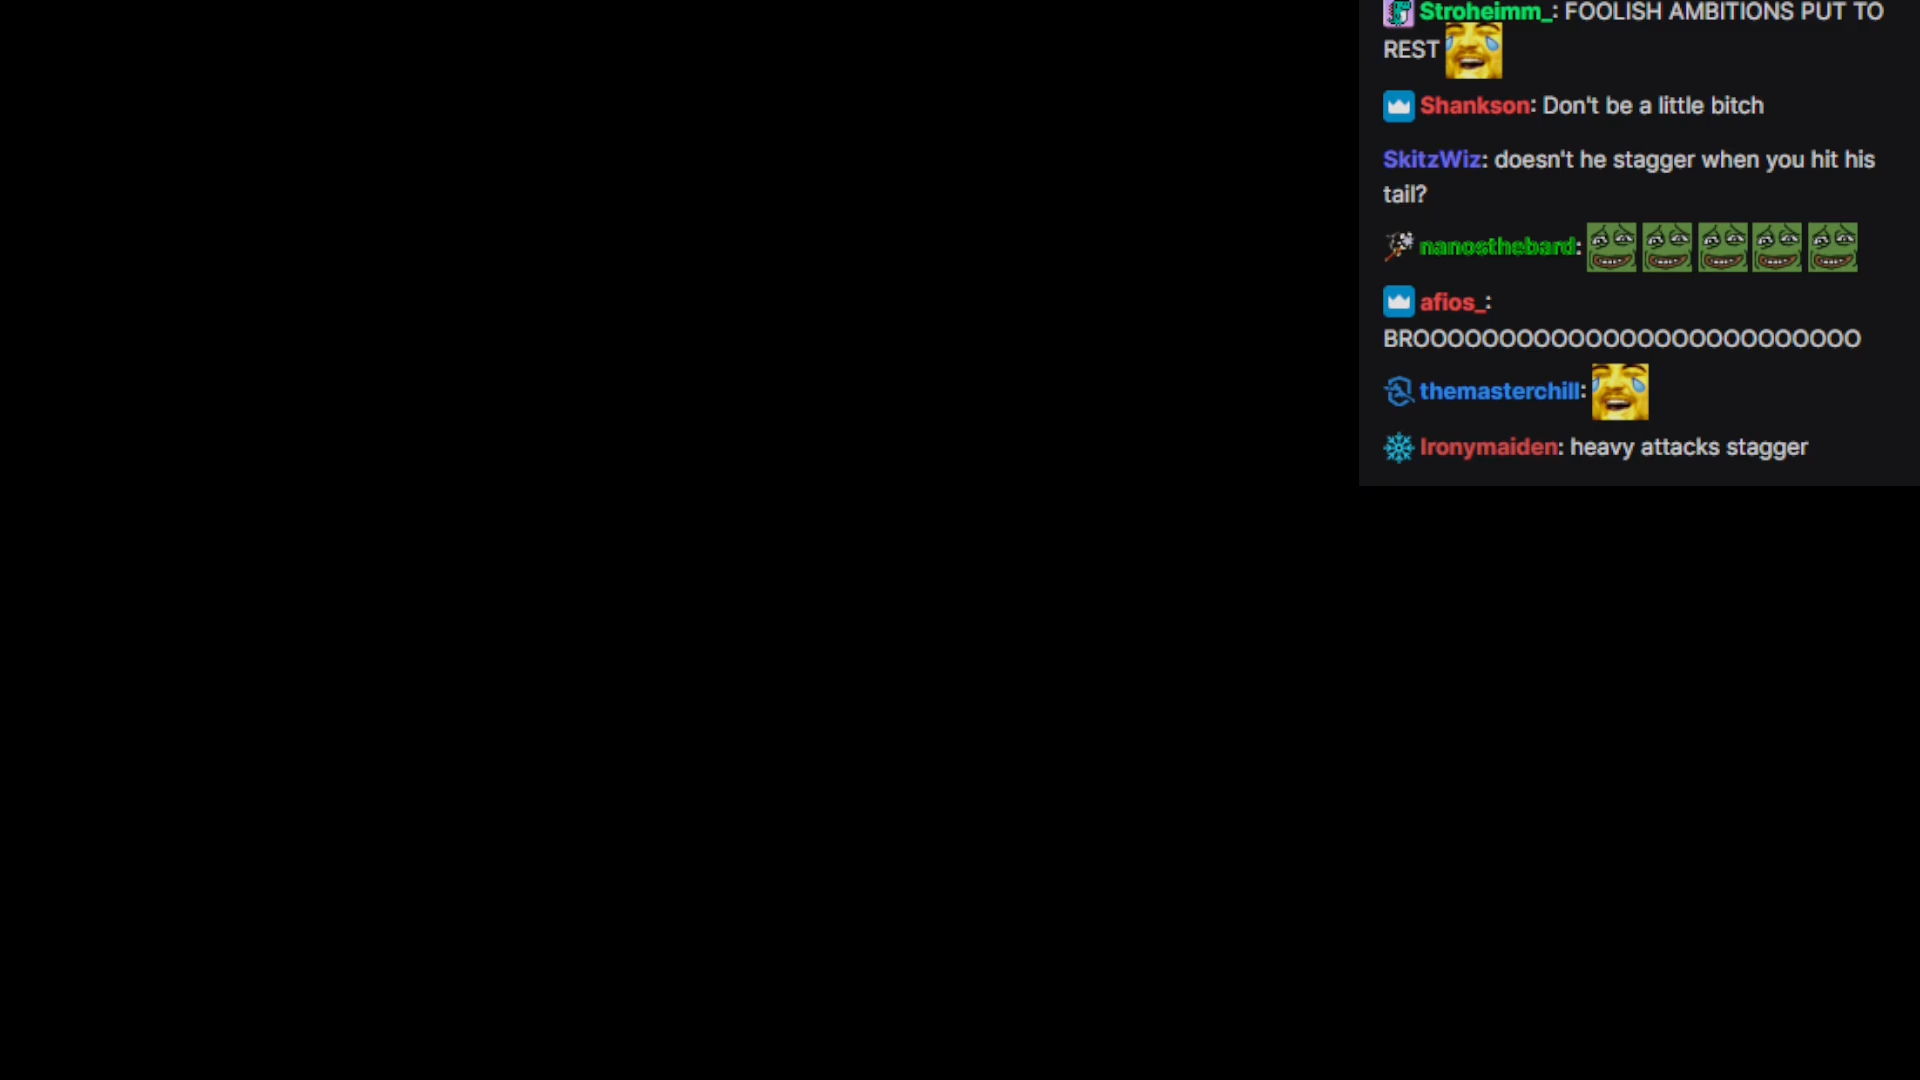 Stroheimm_: FOOLISH AMBITIONS PUT TO
REST
Shankson: Don't be a little bitch
SkitzWiz: doesn't he stagger when you hit his
tail?
nanosthebard:
afios_:
BROOOOOOOOOOOOOOOOOOOOOOOOOO
themasterchill:
Ironymaiden: heavy attacks stagger